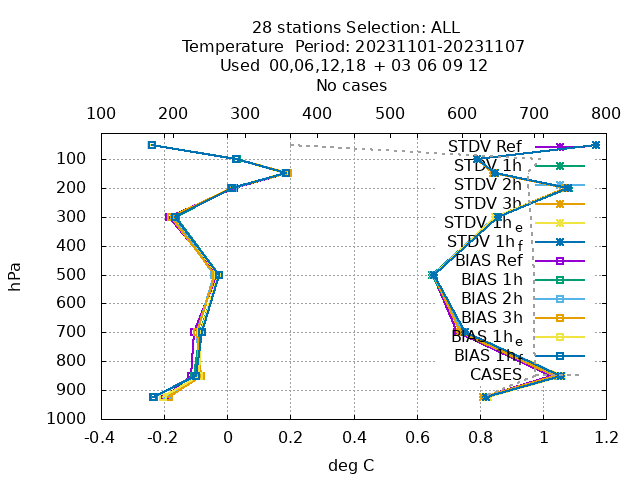 28 stations Selection: ALL
Temperature  Period: 20231101-20231107
Used  00,06,12,18 + 03 06 09 12
No cases
100 200 300 400 500 600 700 800
STDV Ref
STDV 1h
STDV 2h
STDV 3h
STDV 1h e
STDV 1h f
BIAS Ref
BIAS 1h
BIAS 2h
BIAS 3h
BIAS 1h e
BIAS 1h f
CASES
hPa
100
200
300
400
500
600
700
800
900
1000
-0.4 -0.2 0 0.2 0.4 0.6 0.8 1 1.2
deg C